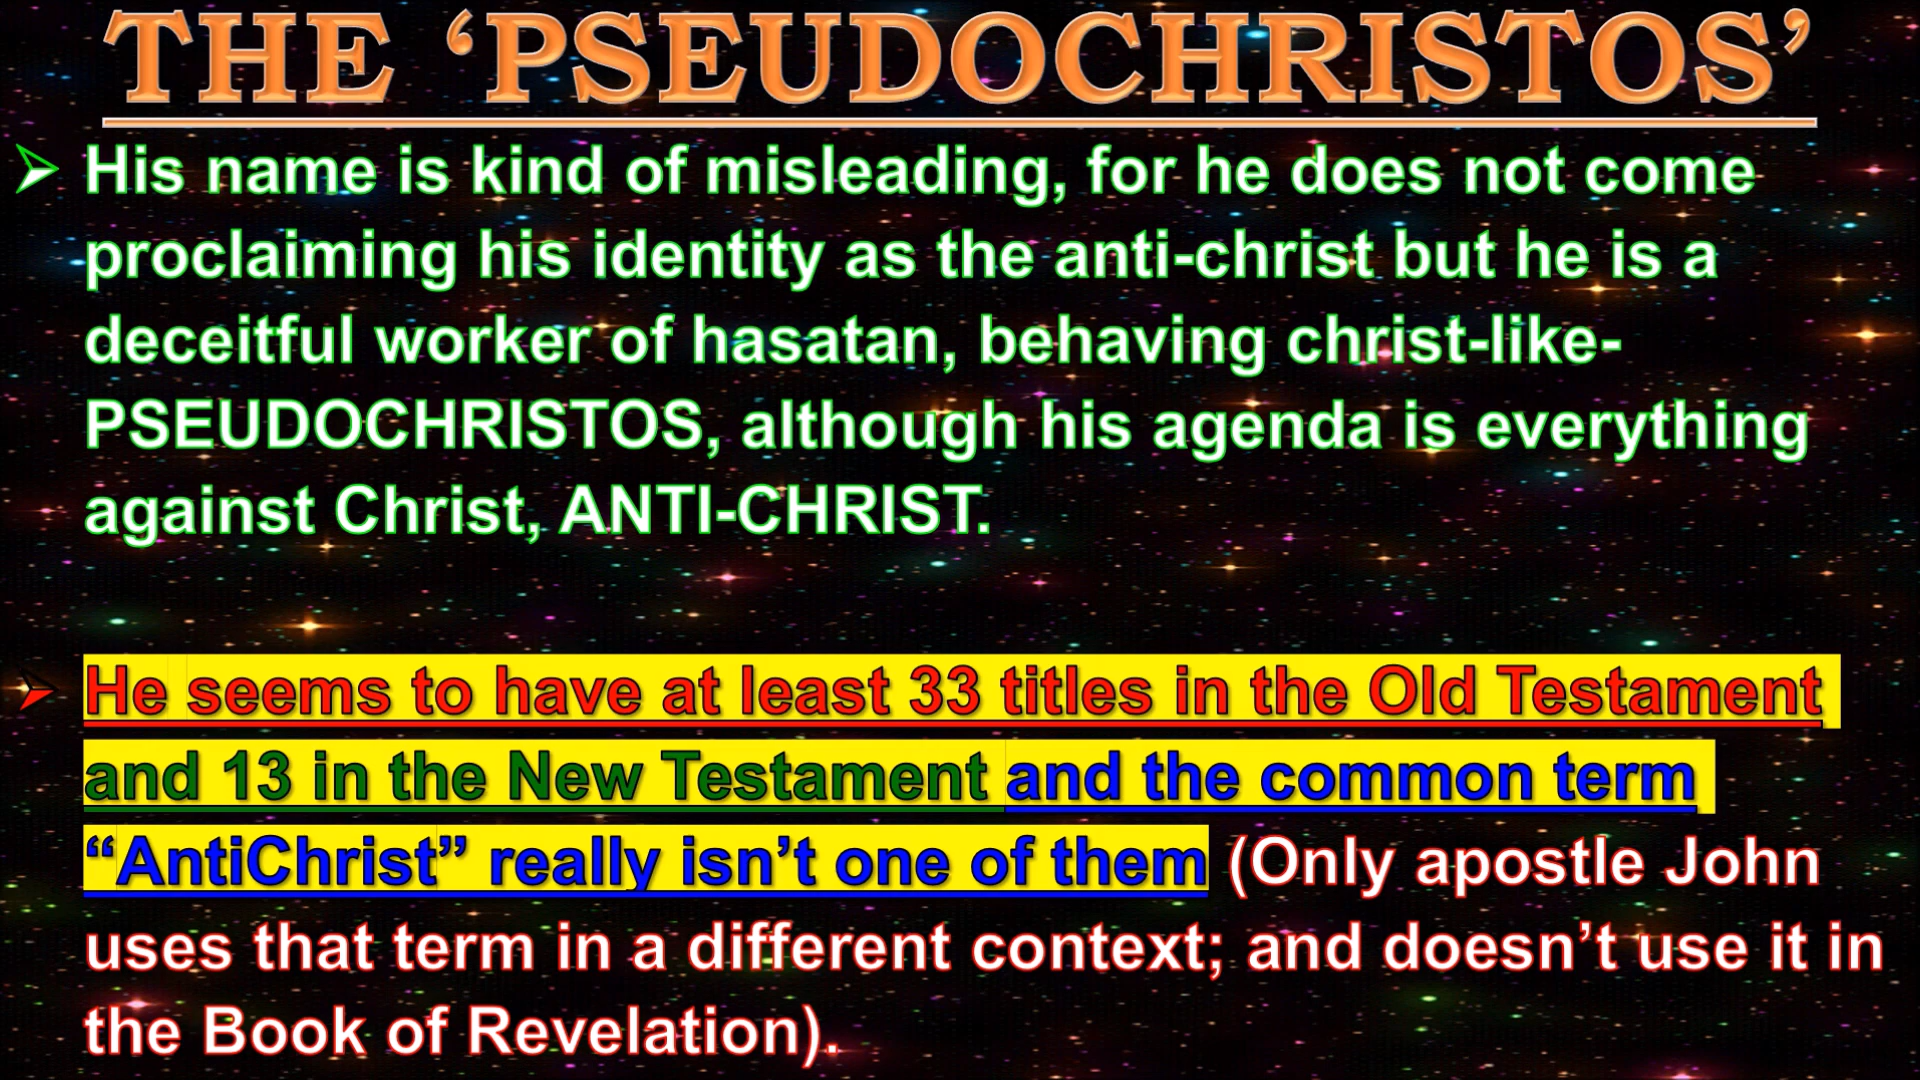 THE ‘PSEUDOCHRISTOS’
His name is kind of misleading, for he does not come
proclaiming his identity as the anti-christ but he is a
deceitful worker of hasatan, behaving christ-like-
PSEUDOCHRISTOS, although his agenda is everything
against Christ, ANTI-CHRIST.
He seems to have at least 33 titles in the Old Testament
and 13 in the New Testament and the common term
“AntiChrist” really isn’t one of them (Only apostle John
uses that term in a different context; and doesn’t use it in
the Book of Revelation).